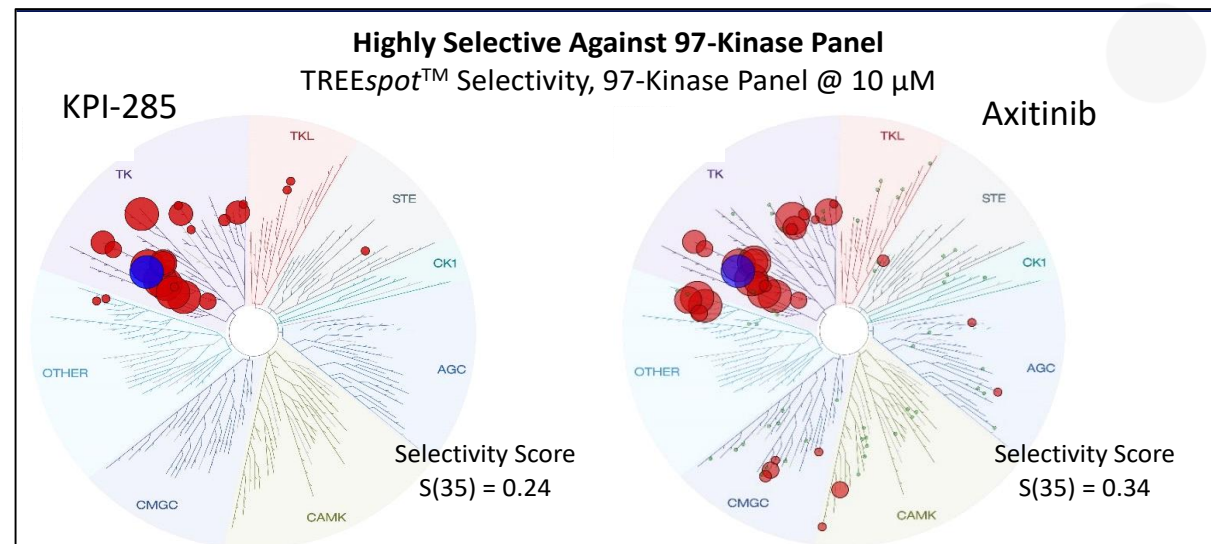 Highly Selective Against 97-Kinase Panel
TREEspot™ Selectivity, 97-Kinase Panel @ 10 µM
KPI-285
TKL
TK
STE
CK1
AGC
OTHER
CMGC
CAMK
Selectivity Score
S(35) = 0.24
Axitinib
TKL
TK
STE
CK1
AGC
OTHER
CMGC
CAMK
Selectivity Score
S(35) = 0.34